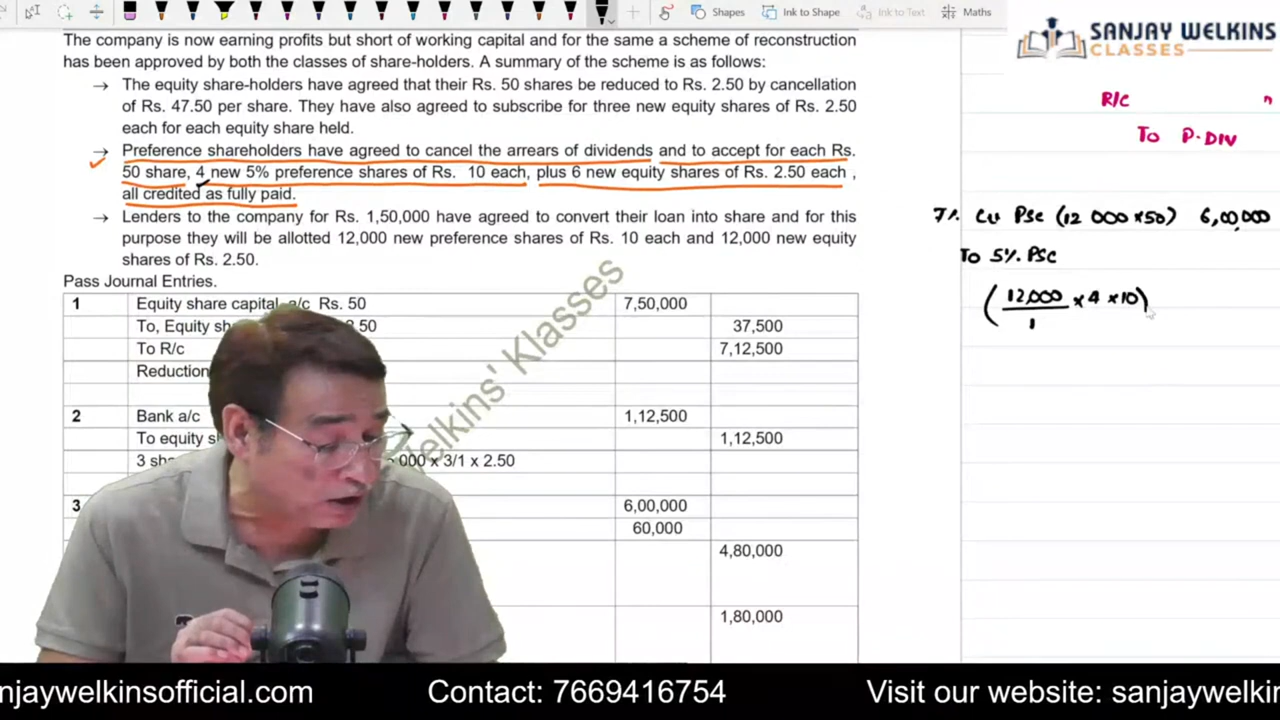 Shapes Ink to Shape Ink to Text Maths
SANJAY WELKINS
CLASSES
The company is now earning profits but short of working capital and for the same a scheme of reconstruction
has been approved by both the classes of share-holders. A summary of the scheme is as follows:
→ The equity share-holders have agreed that their Rs. 50 shares be reduced to Rs. 2.50 by cancellation
of Rs. 47.50 per share. They have also agreed to subscribe for three new equity shares of Rs. 2.50
each for each equity share held.
→ Preference shareholders have agreed to cancel the arrears of dividends and to accept for each Rs.
50 share, 4 new 5% preference shares of Rs. 10 each, plus 6 new equity shares of Rs. 2.50 each ,
all credited as fully paid.
→ Lenders to the company for Rs. 1,50,000 have agreed to convert their loan into share and for this
purpose they will be allotted 12,000 new preference shares of Rs. 10 each and 12,000 new equity
shares of Rs. 2.50.
Pass Journal Entries.
1 Equity share capital a/c Rs. 50 7,50,000
To, Equity sh 2.50 37,500
To R/c 7,12,500
Reduction
2 Bank a/c 1,12,500
To equity sh 1,12,500
3 sh 000 x 3/1 x 2.50
3 6,00,000
60,000
4,80,000
1,80,000
Welkins' Klasses
R/C "
To P.DIV
7% Cu PSC (12 000 x 50) 6,00,000
To 5% PSC
(12,000/1 x 4 x 10)
njaywelkinsofficial.com Contact: 7669416754 Visit our website: sanjaywelkin